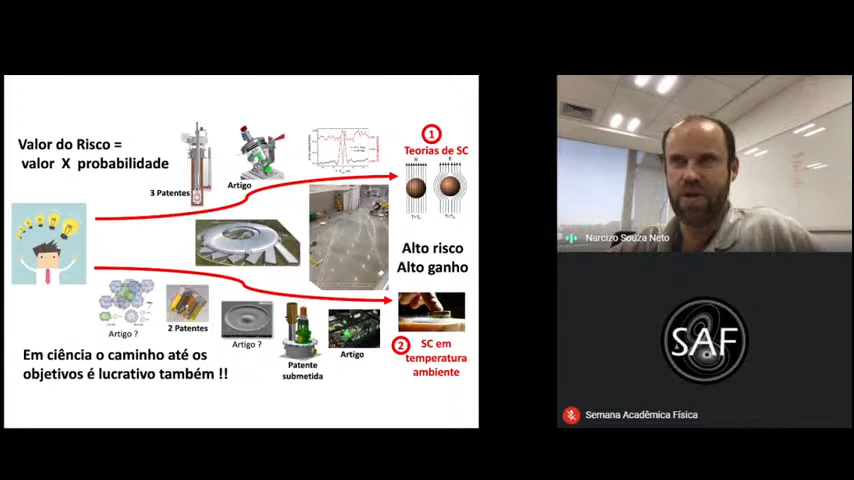 Valor do Risco =
valor X probabilidade
3 Patentes
Artigo
1
Teorias de SC
Alto risco
Alto ganho
Artigo ?
2 Patentes
Artigo ?
Patente
submetida
Artigo
2
SC em
temperatura
ambiente
Em ciência o caminho até os
objetivos é lucrativo também !!
Narcizo Souza Neto
SAF
Semana Acadêmica Física